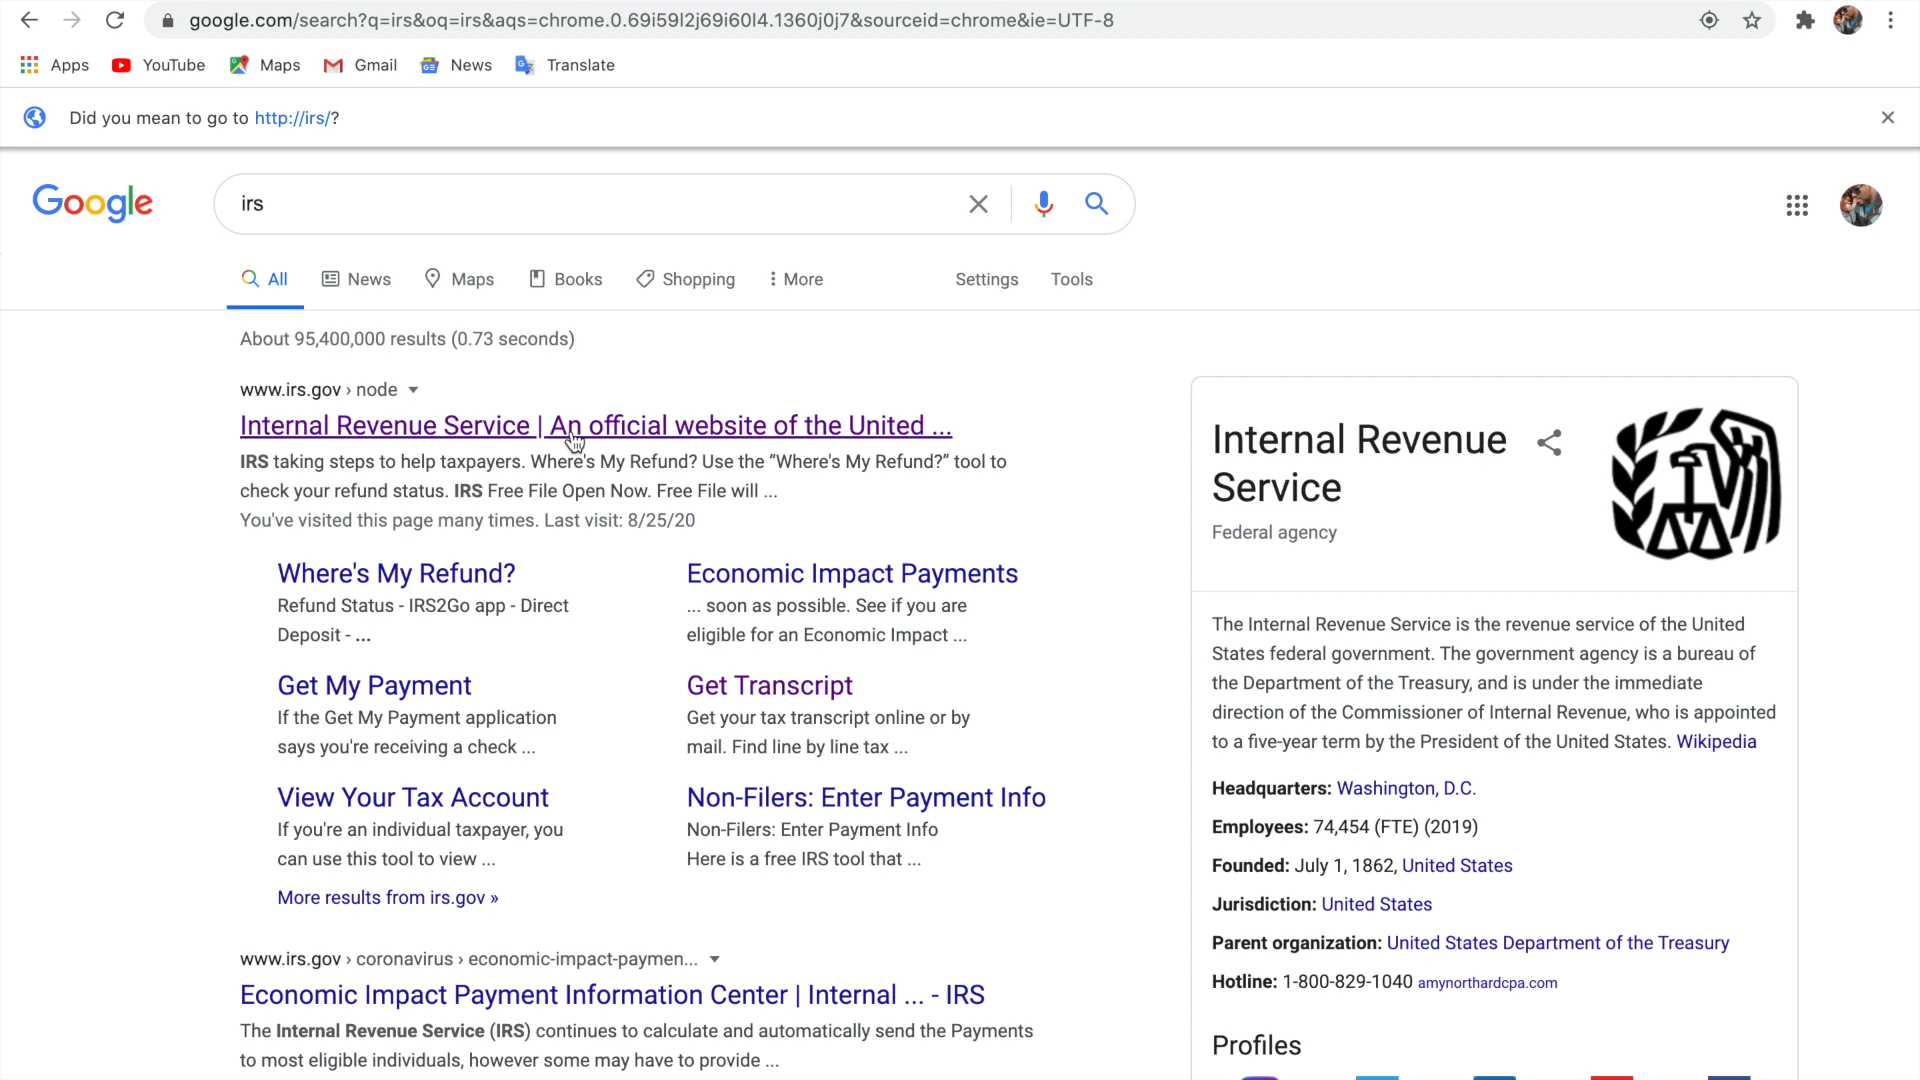 google.com/search?q=irs&oq=irs&aqs=chrome.0.69i59l2j69i60l4.1360j0j7&sourceid=chrome&ie=UTF-8
Apps YouTube Maps Gmail News Translate
Did you mean to go to http://irs/?
Google irs
All News Maps Books Shopping More Settings Tools
About 95,400,000 results (0.73 seconds)
www.irs.gov › node
Internal Revenue Service | An official website of the United ...
IRS taking steps to help taxpayers. Where's My Refund? Use the “Where's My Refund?” tool to
check your refund status. IRS Free File Open Now. Free File will ...
You've visited this page many times. Last visit: 8/25/20
Where's My Refund?
Refund Status - IRS2Go app - Direct
Deposit - ...
Economic Impact Payments
... soon as possible. See if you are
eligible for an Economic Impact ...
Get My Payment
If the Get My Payment application
says you're receiving a check ...
Get Transcript
Get your tax transcript online or by
mail. Find line by line tax ...
View Your Tax Account
If you're an individual taxpayer, you
can use this tool to view ...
Non-Filers: Enter Payment Info
Non-Filers: Enter Payment Info
Here is a free IRS tool that ...
More results from irs.gov »
www.irs.gov › coronavirus › economic-impact-paymen...
Economic Impact Payment Information Center | Internal ... - IRS
The Internal Revenue Service (IRS) continues to calculate and automatically send the Payments
to most eligible individuals, however some may have to provide ...
Internal Revenue
Service
Federal agency
The Internal Revenue Service is the revenue service of the United
States federal government. The government agency is a bureau of
the Department of the Treasury, and is under the immediate
direction of the Commissioner of Internal Revenue, who is appointed
to a five-year term by the President of the United States. Wikipedia
Headquarters: Washington, D.C.
Employees: 74,454 (FTE) (2019)
Founded: July 1, 1862, United States
Jurisdiction: United States
Parent organization: United States Department of the Treasury
Hotline: 1-800-829-1040 amynorthardcpa.com
Profiles